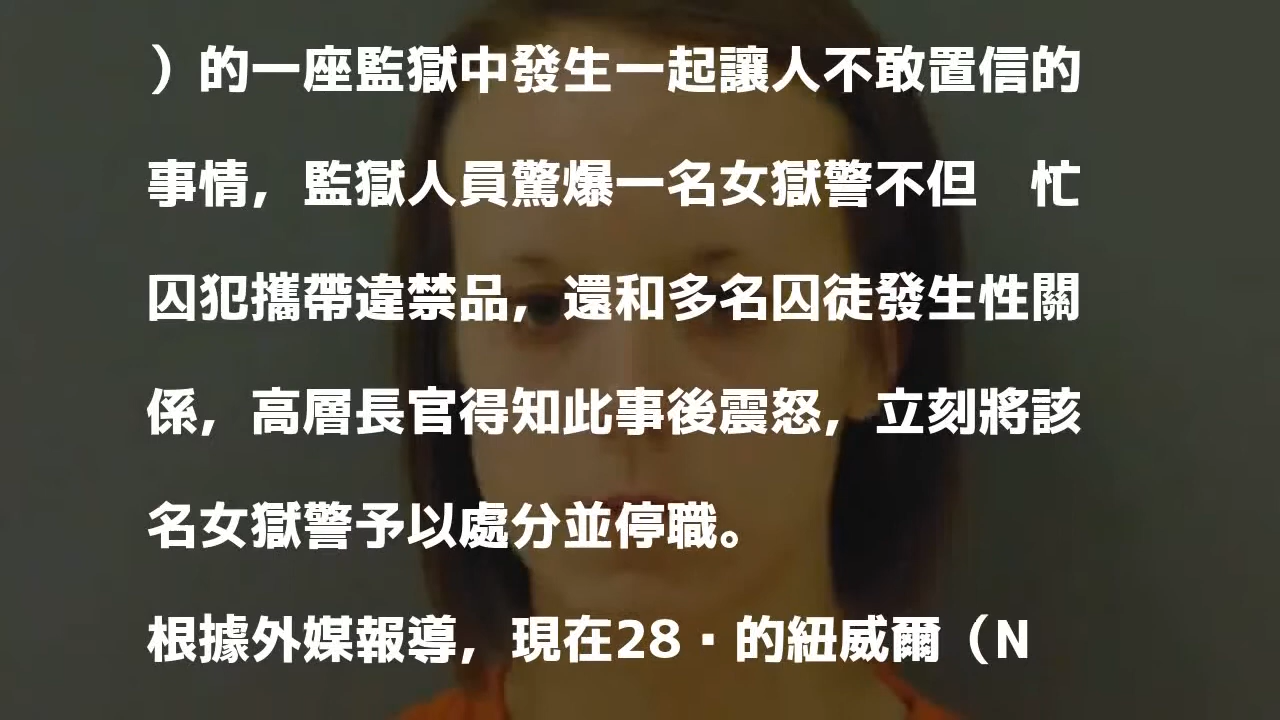 ）的一座監獄中發生一起讓人不敢置信的
事情，監獄人員驚爆一名女獄警不但　忙
囚犯攜帶違禁品，還和多名囚徒發生性關
係，高層長官得知此事後震怒，立刻將該
名女獄警予以處分並停職。
根據外媒報導，現在28·的紐威爾（N